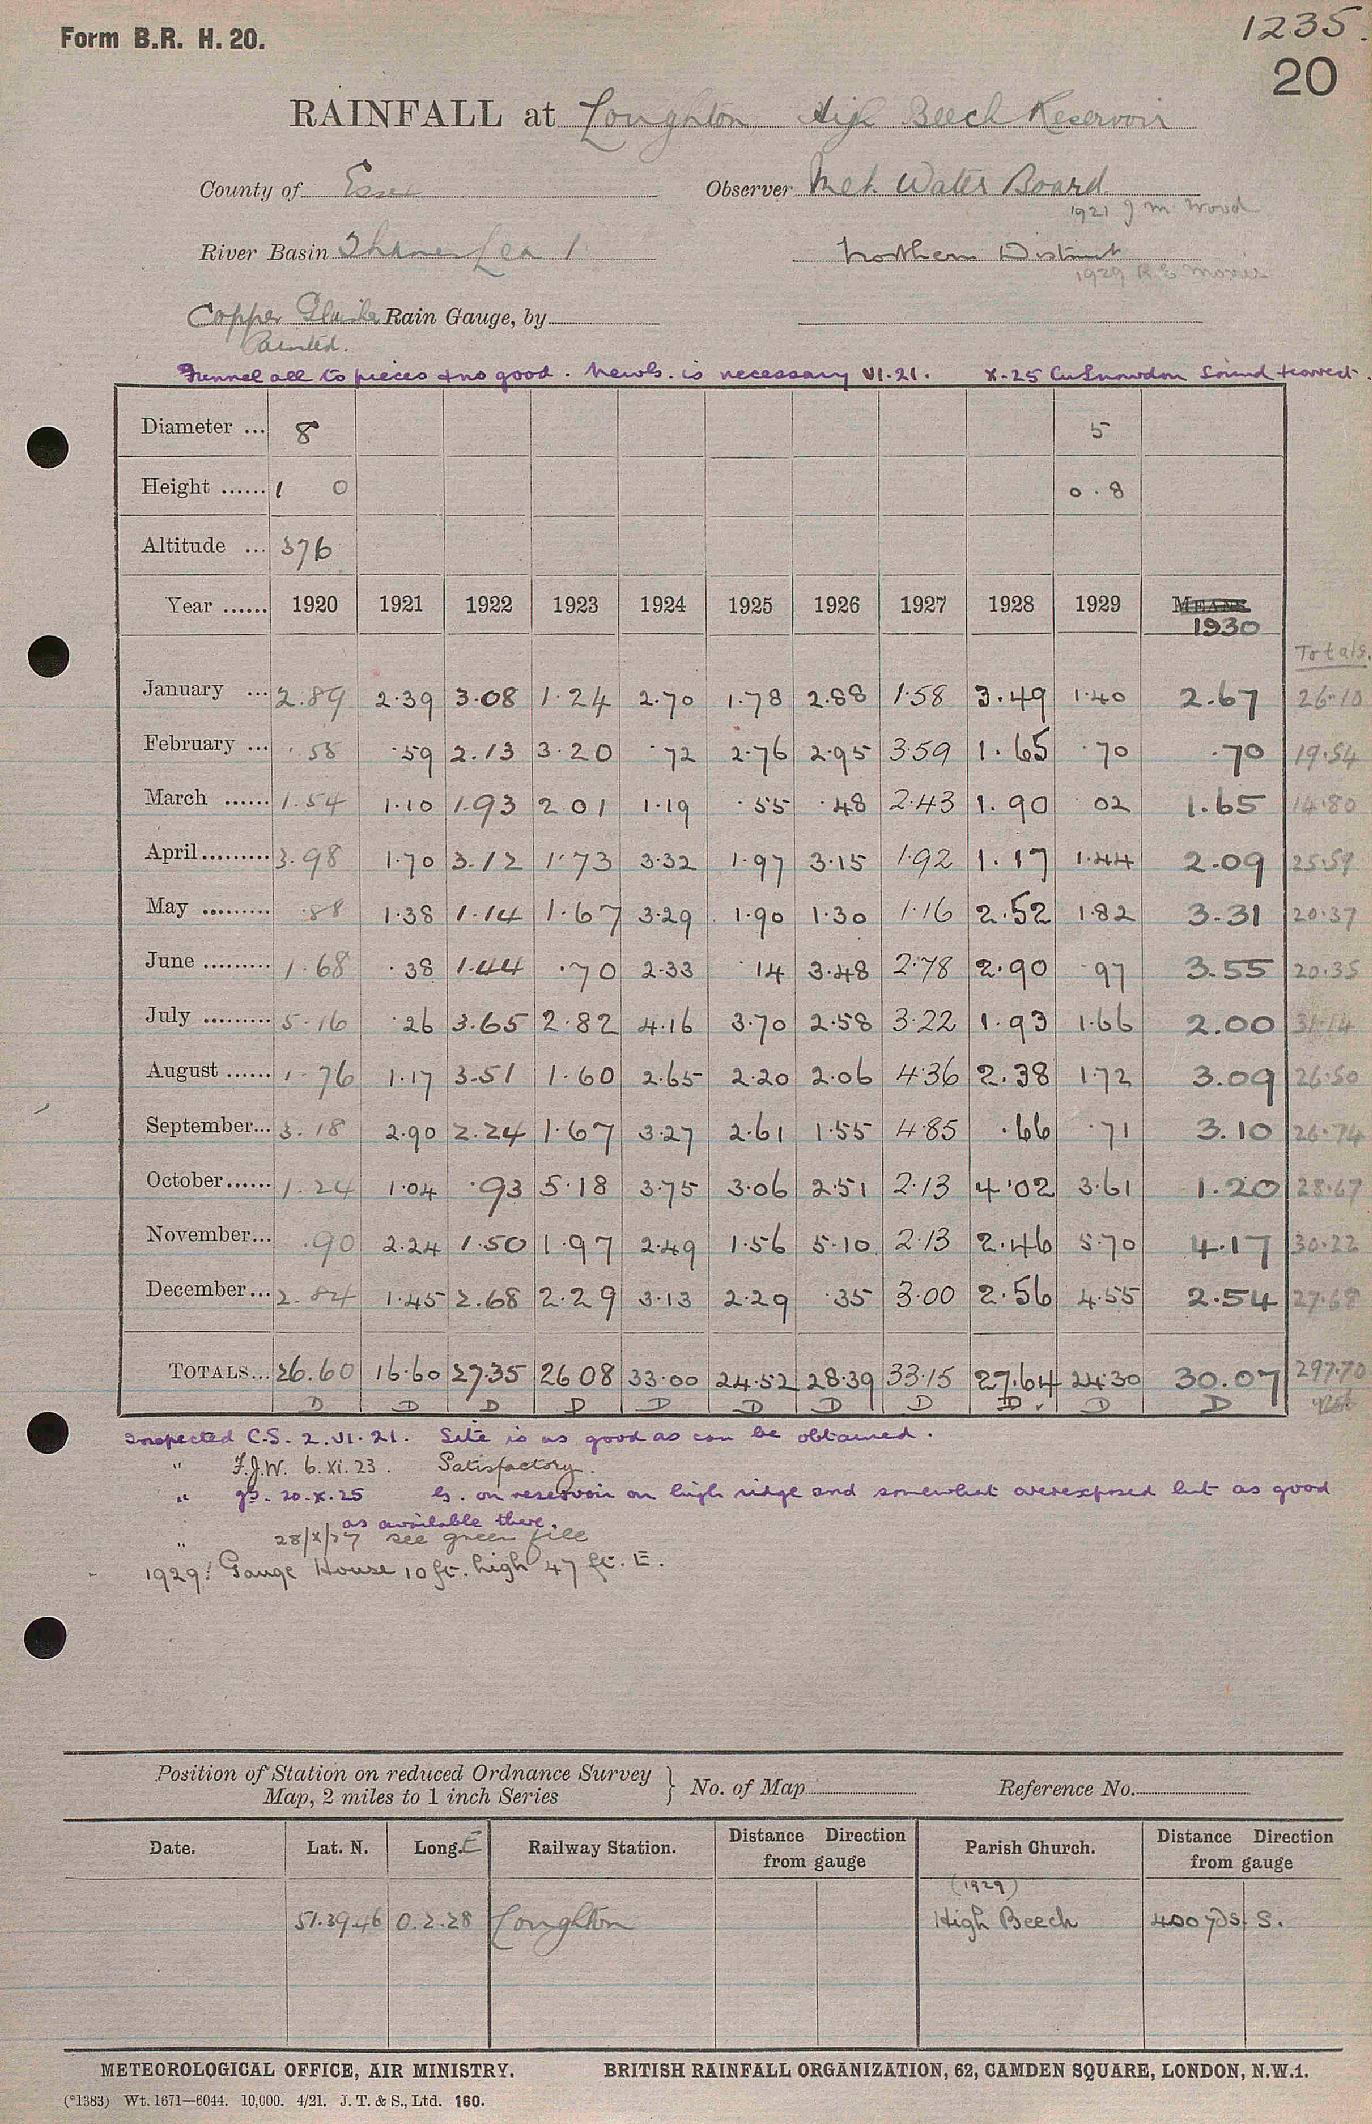 Form B.R. H. 20.
1235.
20
RAINFALL at Loughton High Beech Reservoir
County of Essex Observer Met. Water Board
1921 J M Wood
River Basin Thames Lea 1 Northern District
1929 R.E. Morris
Copper Rain Gauge, by
Painted.
Funnel all to pieces & no good. New is necessary VI.21. X-25 Cu Snowdon Sound & correct.
Diameter ... 8 5
Height ...... 1 0 0.8
Altitude ... 376
Year ...... 1920 1921 1922 1923 1924 1925 1926 1927 1928 1929 MEANS 1930
Totals.
January ... 2.89 2.39 3.08 1.24 2.70 1.78 2.88 1.58 3.49 1.40 2.67 26.10
February ... .55 .59 2.13 3.20 .72 2.76 2.95 3.59 1.65 .70 .70 19.54
March ...... 1.54 1.10 1.93 2 01 1.19 .55 .48 2.43 1.90 02 1.65 14.80
April ......... 3.98 1.70 3.12 1.73 3.32 1.97 3.15 1.92 1.17 1.44 2.09 25.59
May ......... .88 1.38 1.14 1.67 3.29 1.90 1.30 1.16 2.52 1.82 3.31 20.37
June ......... 1.68 .38 1.44 .70 2.33 .14 3.48 2.78 2.90 .97 3.55 20.35
July ......... 5.16 .26 3.65 2.82 4.16 3.70 2.58 3.22 1.93 1.66 2.00 31.14
August ...... 1.76 1.17 3.51 1.60 2.65 2.20 2.06 4.36 2.38 1.72 3.09 26.50
September... 3.18 2.90 2.24 1.67 3.27 2.61 1.55 4.85 .66 .71 3.10 26.74
October ...... 1.24 1.04 .93 5.18 3.75 3.06 2.51 2.13 4.02 3.61 1.20 28.67
November... .90 2.24 1.50 1.97 2.49 1.56 5.10 2.13 2.46 5.70 4.17 30.22
December... 2.84 1.45 2.68 2.29 3.13 2.29 .35 3.00 2.56 4.55 2.54 27.68
TOTALS... 26.60 16.60 27.35 26 08 33.00 24.52 28.39 33.15 27.64 24.30 30.07 297.70
D D D D D D D D D. D D
Inspected C.S. 2.VI.21. Site is as good as can be obtained.
" F.J.W. 6.XI.23. Satisfactory.
" 20.X.25 G. on reservoir on high ridge and somewhat overexposed but as good
as available there.
" 28/X/27 see green file
1929: Gauge House 10 ft. high 47 ft. E.
Position of Station on reduced Ordnance Survey Map, 2 miles to 1 inch Series } No. of Map Reference No.
Date. Lat. N. Long. E Railway Station. Distance Direction from gauge Parish Church. Distance Direction from gauge
(1929)
51.39.46 0.2.28 Loughton High Beech 400 yds. S.
METEOROLOGICAL OFFICE, AIR MINISTRY. BRITISH RAINFALL ORGANIZATION, 62, CAMDEN SQUARE, LONDON, N.W.1.
(*1383) Wt. 1671—6044. 10,000. 4/21. J. T. & S., Ltd. 160.